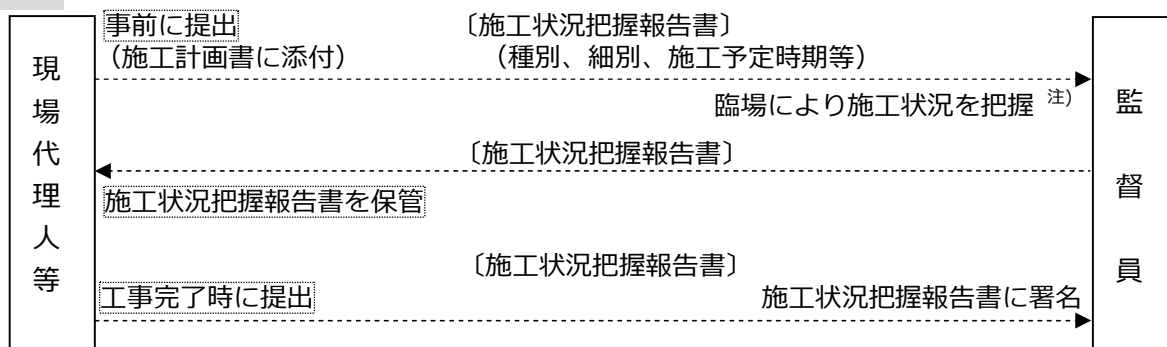 現場代理人等
事前に提出 〔施工状況把握報告書〕
（施工計画書に添付） （種別、細別、施工予定時期等）
臨場により施工状況を把握 注)
〔施工状況把握報告書〕
施工状況把握報告書を保管
〔施工状況把握報告書〕
工事完了時に提出 施工状況把握報告書に署名
監督員